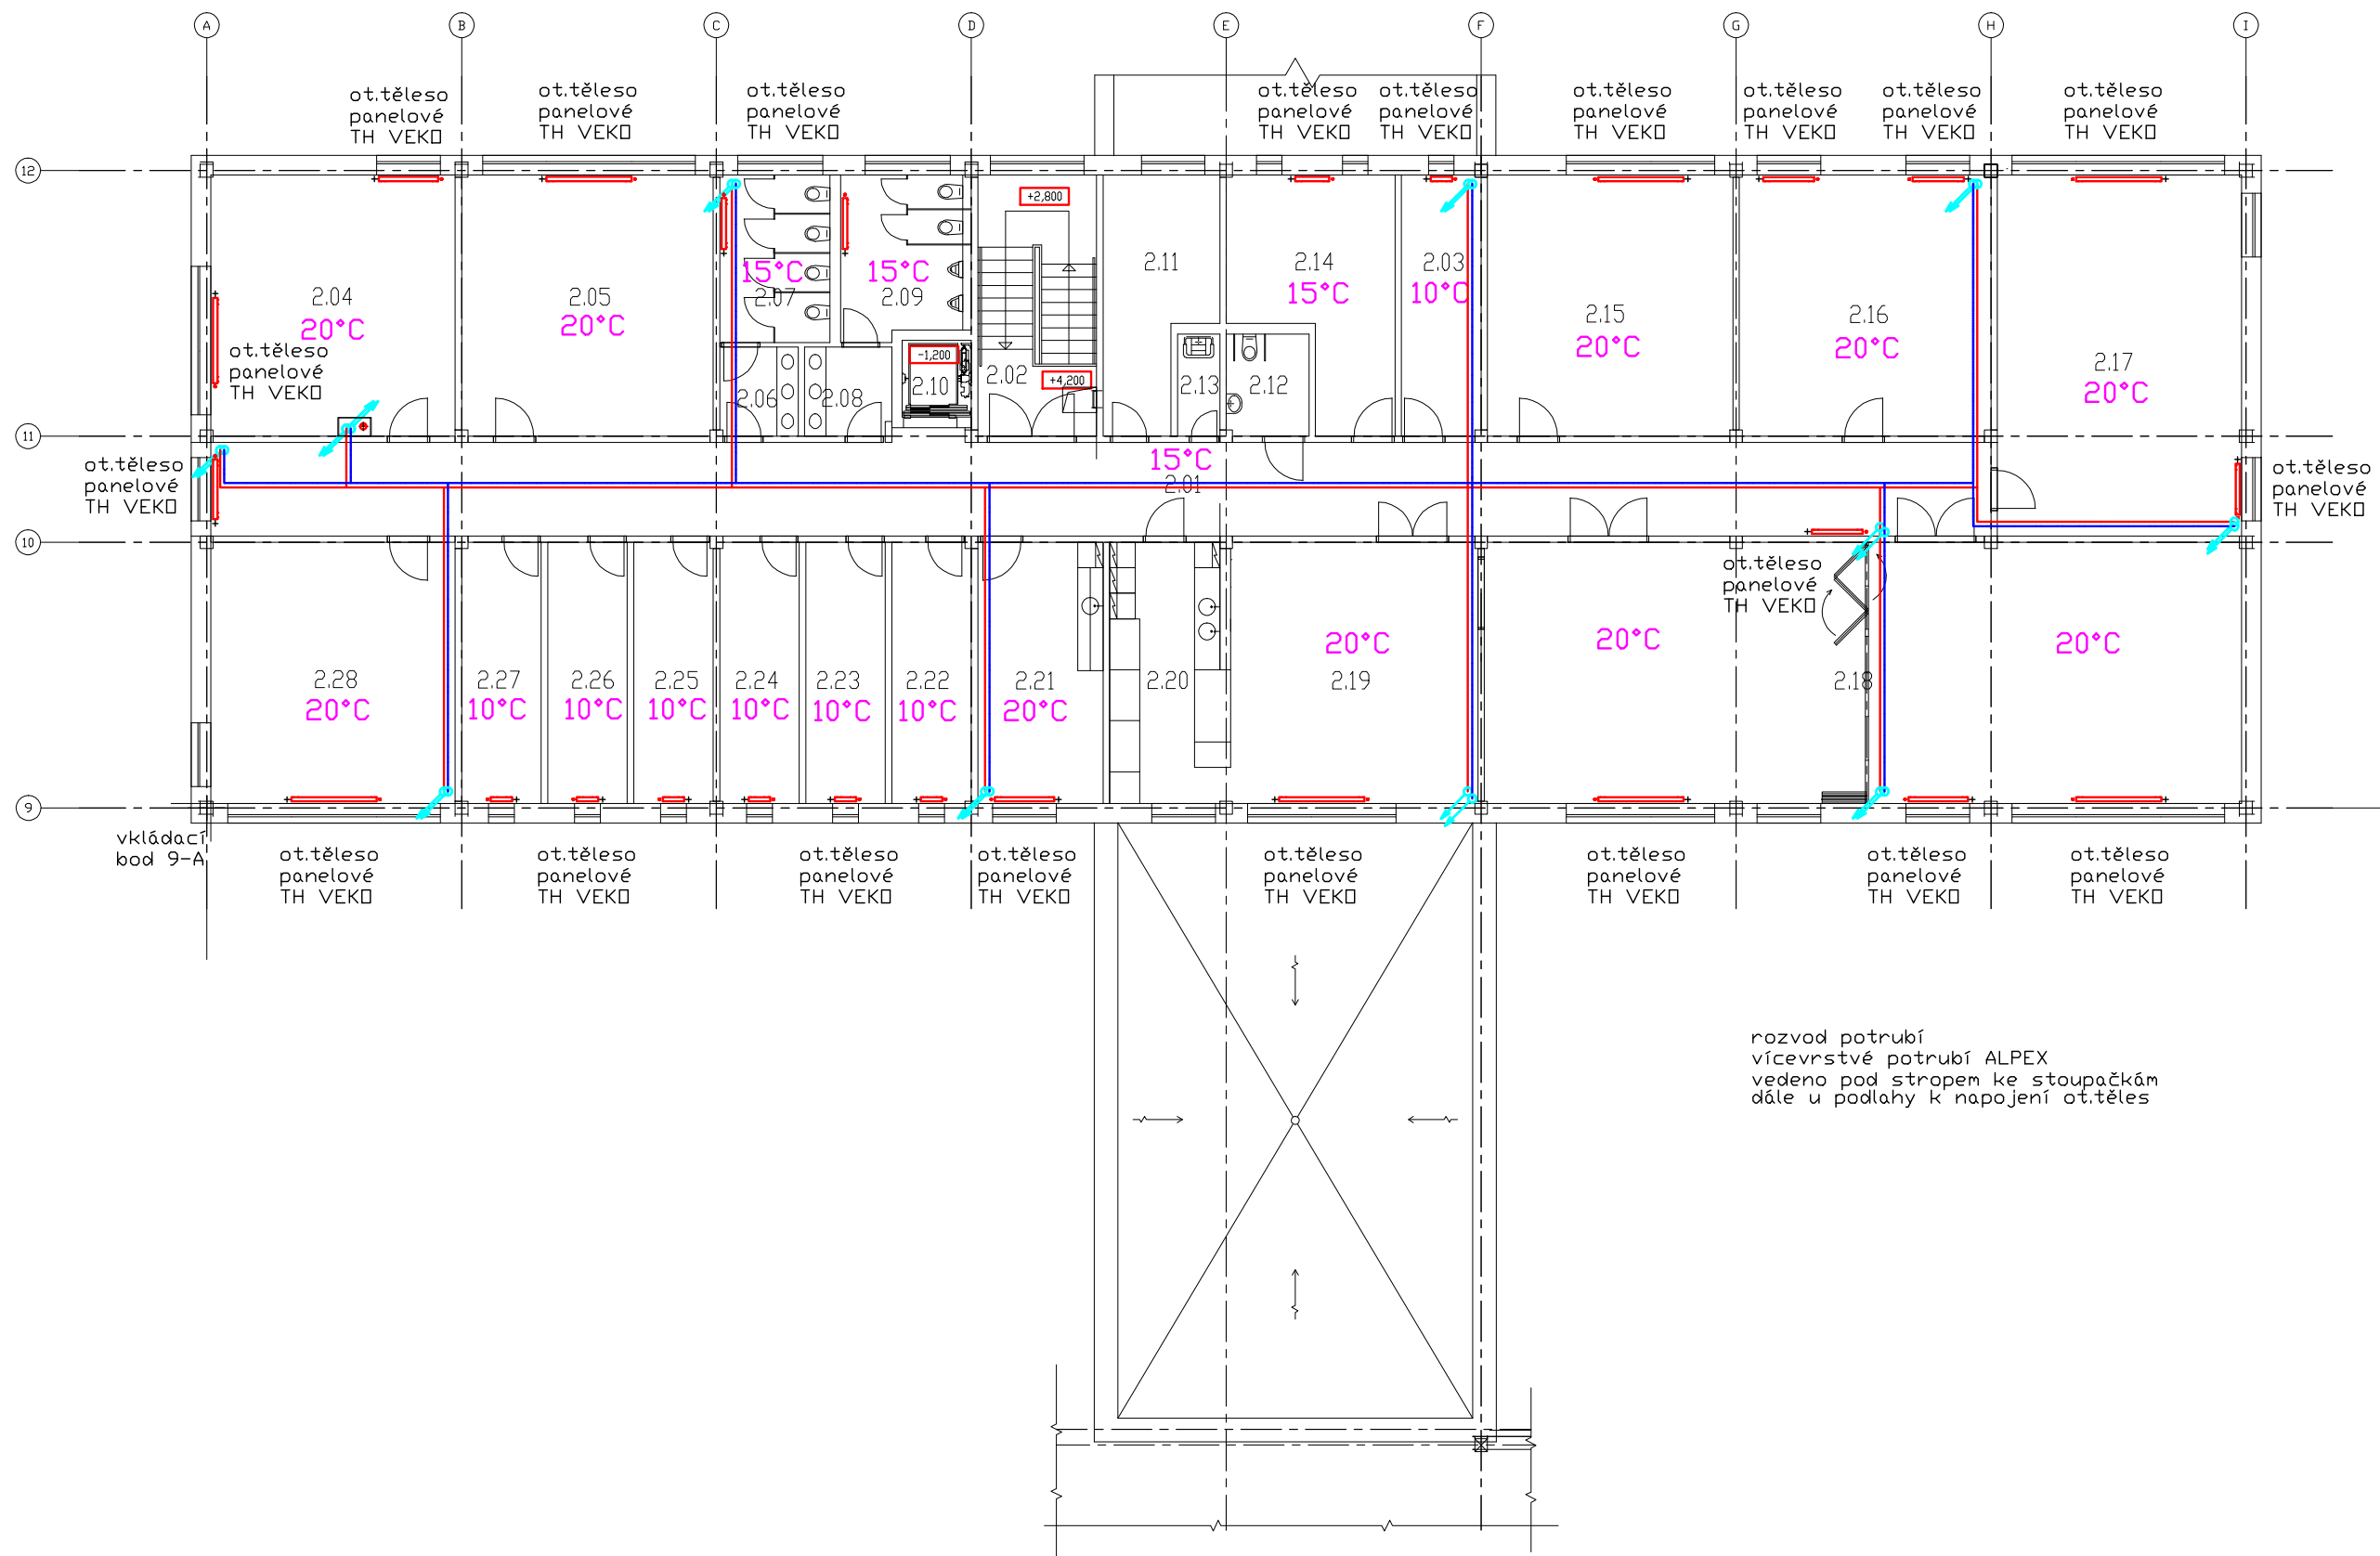 A
B
C
D
E
F
G
H
I
ot.těleso
panelové
TH VEKO
ot.těleso
panelové
TH VEKO
ot.těleso
panelové
TH VEKO
ot.těleso
panelové
TH VEKO
ot.těleso
panelové
TH VEKO
ot.těleso
panelové
TH VEKO
ot.těleso
panelové
TH VEKO
ot.těleso
panelové
TH VEKO
ot.těleso
panelové
TH VEKO
12
+2,800
2.04
20°C
2.05
20°C
15°C
2.07
15°C
2.09
2.11
2.14
15°C
2.03
10°C
2.15
20°C
2.16
20°C
2.17
20°C
ot.těleso
panelové
TH VEKO
-1,200
2.10
2.02
+4,200
2.06
2.08
2.13
2.12
11
ot.těleso
panelové
TH VEKO
15°C
2.01
ot.těleso
panelové
TH VEKO
10
ot.těleso
panelové
TH VEKO
2.28
20°C
2.27
10°C
2.26
10°C
2.25
10°C
2.24
10°C
2.23
10°C
2.22
10°C
2.21
20°C
2.20
20°C
2.19
20°C
2.18
20°C
9
vkládací
bod 9-A
ot.těleso
panelové
TH VEKO
ot.těleso
panelové
TH VEKO
ot.těleso
panelové
TH VEKO
ot.těleso
panelové
TH VEKO
ot.těleso
panelové
TH VEKO
ot.těleso
panelové
TH VEKO
ot.těleso
panelové
TH VEKO
ot.těleso
panelové
TH VEKO
rozvod potrubí
vícevrstvé potrubí ALPEX
vedeno pod stropem ke stoupačkám
dále u podlahy k napojení ot.těles